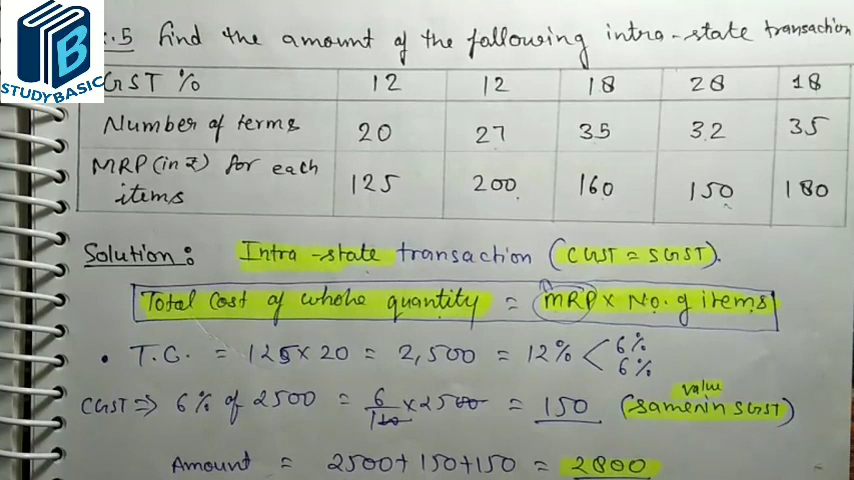 B
STUDYBASIC
.5 Find the amount of the following intra-state transaction
GST % 12 12 18 28 18
Number of terms 20 27 35 32 35
MRP (in ₹) for each items 125 200 160 150 180
Solution: Intra-state transaction (CGST = SGST).
Total cost of whole quantity = MRP × No. of items
• T.C. = 125 × 20 = 2,500 = 12% < 6% 6%
CGST ⇒ 6% of 2500 = 6/100 × 2500 = 150 (same value in SGST)
Amount = 2500 + 150 + 150 = 2800